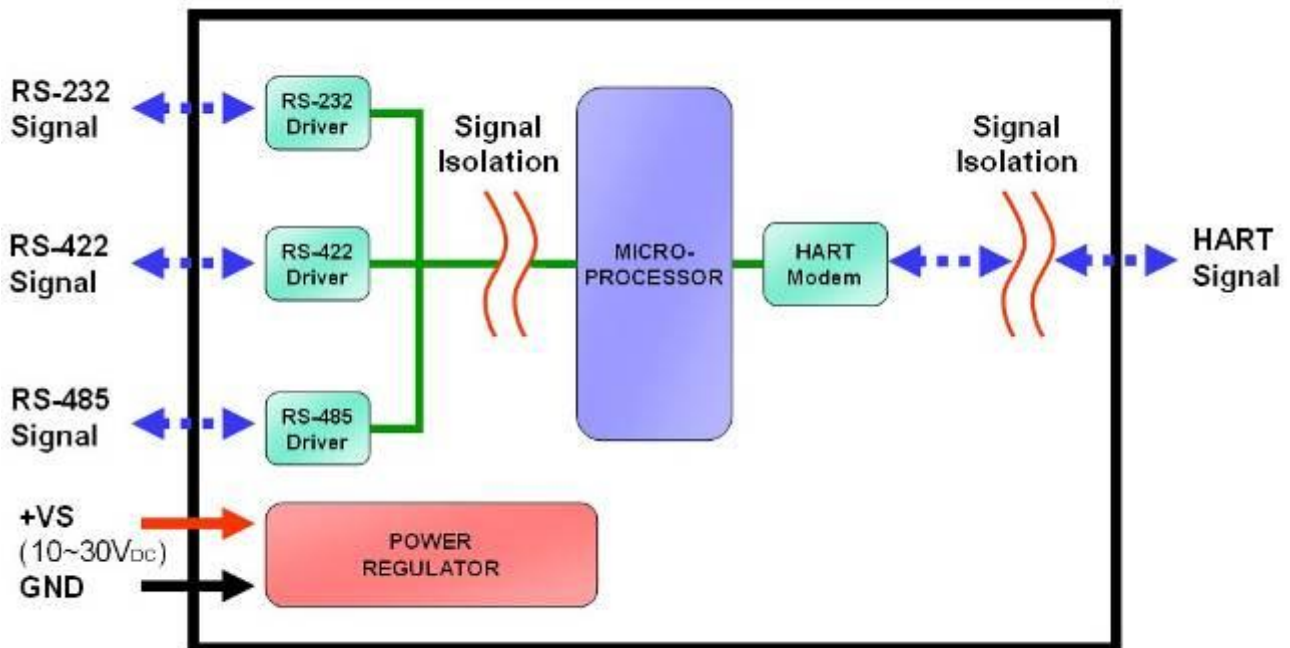 RS-232
Signal
RS-232
Driver
Signal
Isolation
Signal
Isolation
RS-422
Signal
RS-422
Driver
MICRO-
PROCESSOR
HART
Modem
HART
Signal
RS-485
Signal
RS-485
Driver
+VS
(10~30VDC)
GND
POWER
REGULATOR